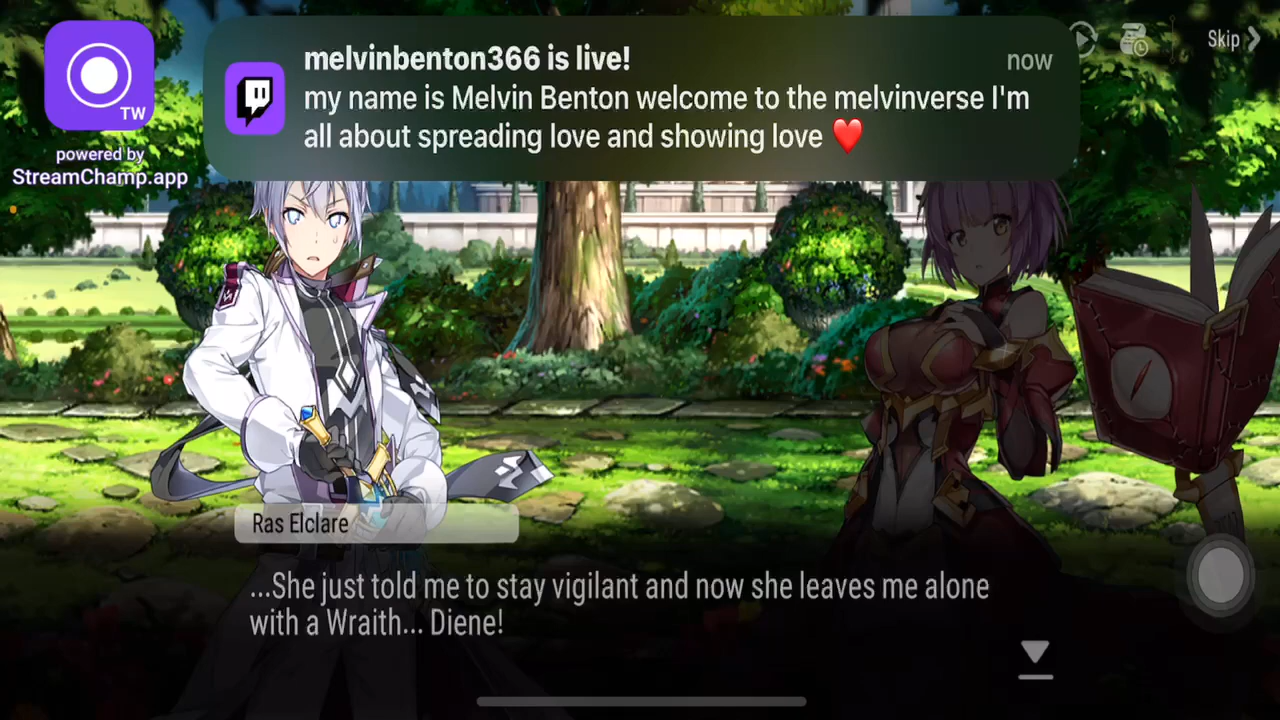 melvinbenton366 is live!
now
my name is Melvin Benton welcome to the melvinverse I'm
all about spreading love and showing love ❤️
Skip
TW
powered by
StreamChamp.app
Ras Elclare
...She just told me to stay vigilant and now she leaves me alone
with a Wraith... Diene!